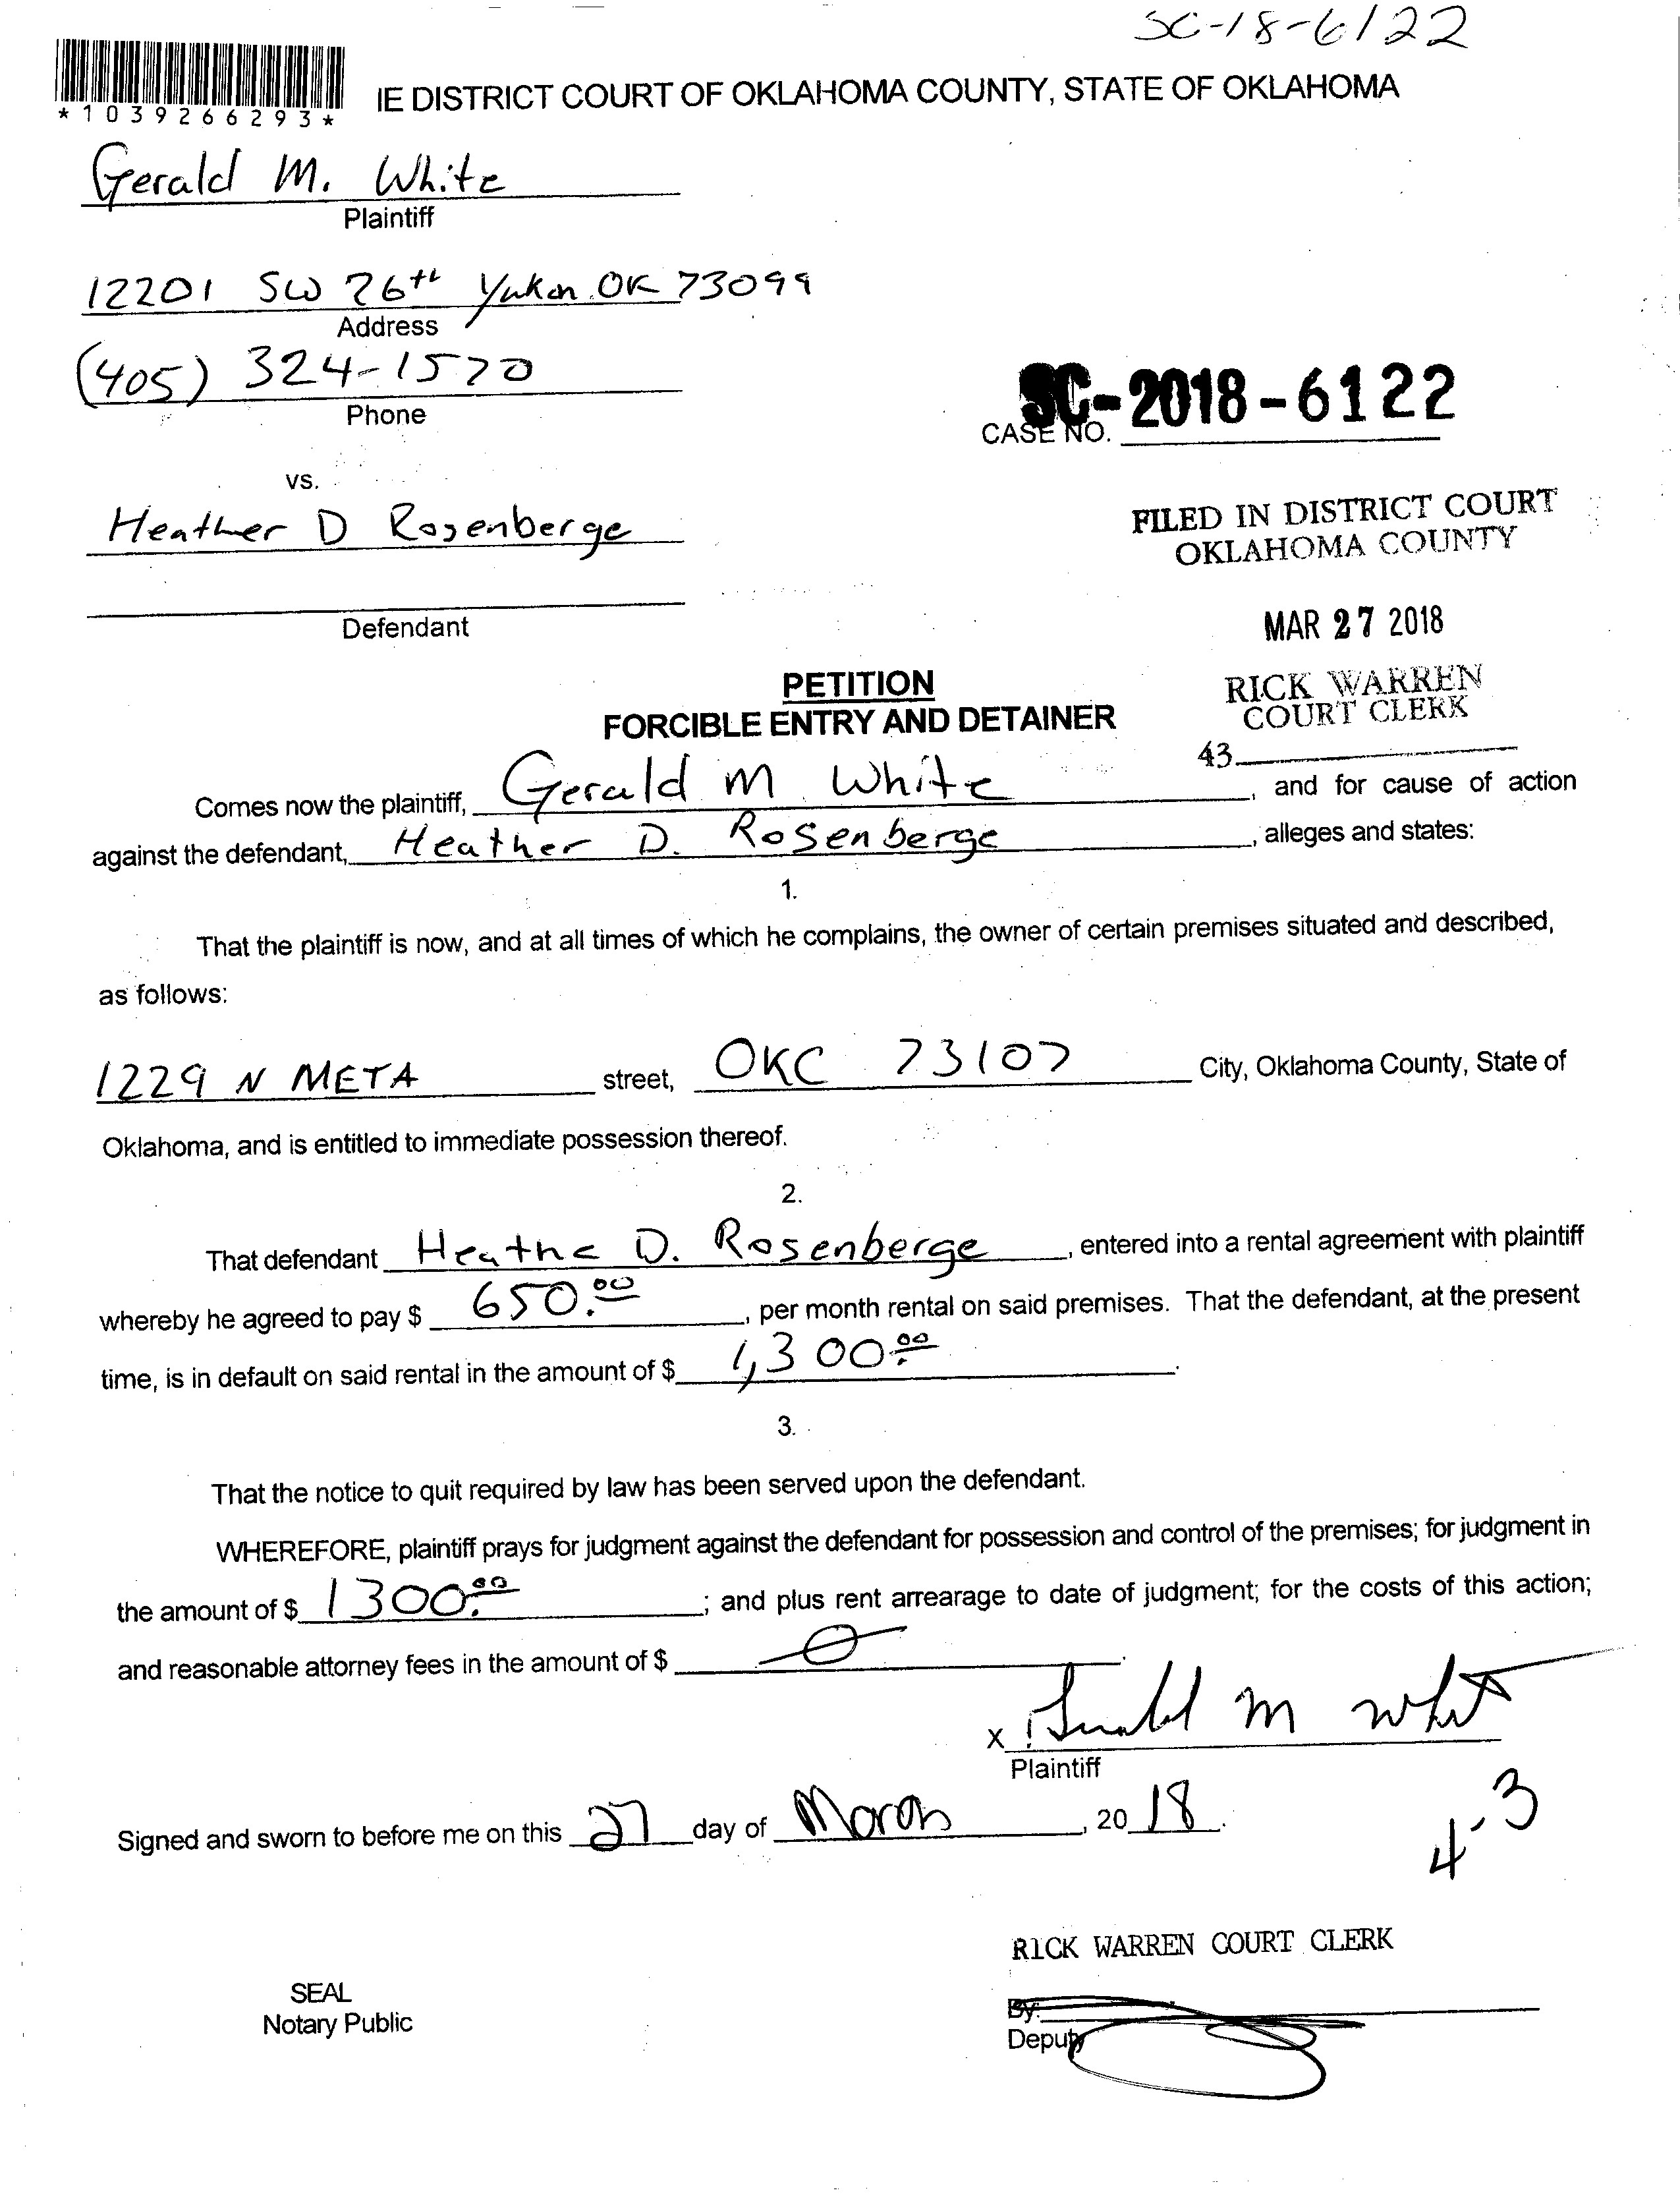 SC-18-6122
*1039266293*
IE DISTRICT COURT OF OKLAHOMA COUNTY, STATE OF OKLAHOMA
Gerald M. White
Plaintiff
12201 SW 26th Yukon OK 73099
Address
(405) 324-1570
Phone
SC-2018-6122
CASE NO.
vs.
Heather D Rosenberge
FILED IN DISTRICT COURT
OKLAHOMA COUNTY
Defendant
MAR 27 2018
PETITION
FORCIBLE ENTRY AND DETAINER
RICK WARREN
COURT CLERK
43
Comes now the plaintiff, Gerald M White, and for cause of action
against the defendant, Heather D. Rosenberge, alleges and states:
1.
That the plaintiff is now, and at all times of which he complains, the owner of certain premises situated and described,
as follows:
1229 N META street, OKC 73107 City, Oklahoma County, State of
Oklahoma, and is entitled to immediate possession thereof.
2.
That defendant Heathe D. Rosenberge, entered into a rental agreement with plaintiff
whereby he agreed to pay $ 650.00, per month rental on said premises. That the defendant, at the present
time, is in default on said rental in the amount of $ 1,300.00.
3.
That the notice to quit required by law has been served upon the defendant.
WHEREFORE, plaintiff prays for judgment against the defendant for possession and control of the premises; for judgment in
the amount of $ 1300.00; and plus rent arrearage to date of judgment; for the costs of this action;
and reasonable attorney fees in the amount of $ 0.
x Gerald M White
Plaintiff
Signed and sworn to before me on this 27 day of March, 2018.
4-3
RICK WARREN COURT CLERK
SEAL
Notary Public
By:
Deputy